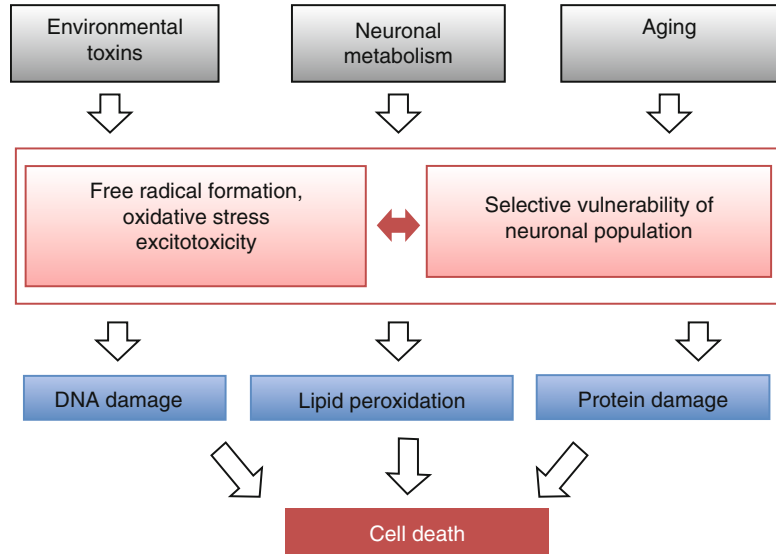 Environmental
toxins
Neuronal
metabolism
Aging
Free radical formation,
oxidative stress
excitotoxicity
Selective vulnerability of
neuronal population
DNA damage
Lipid peroxidation
Protein damage
Cell death